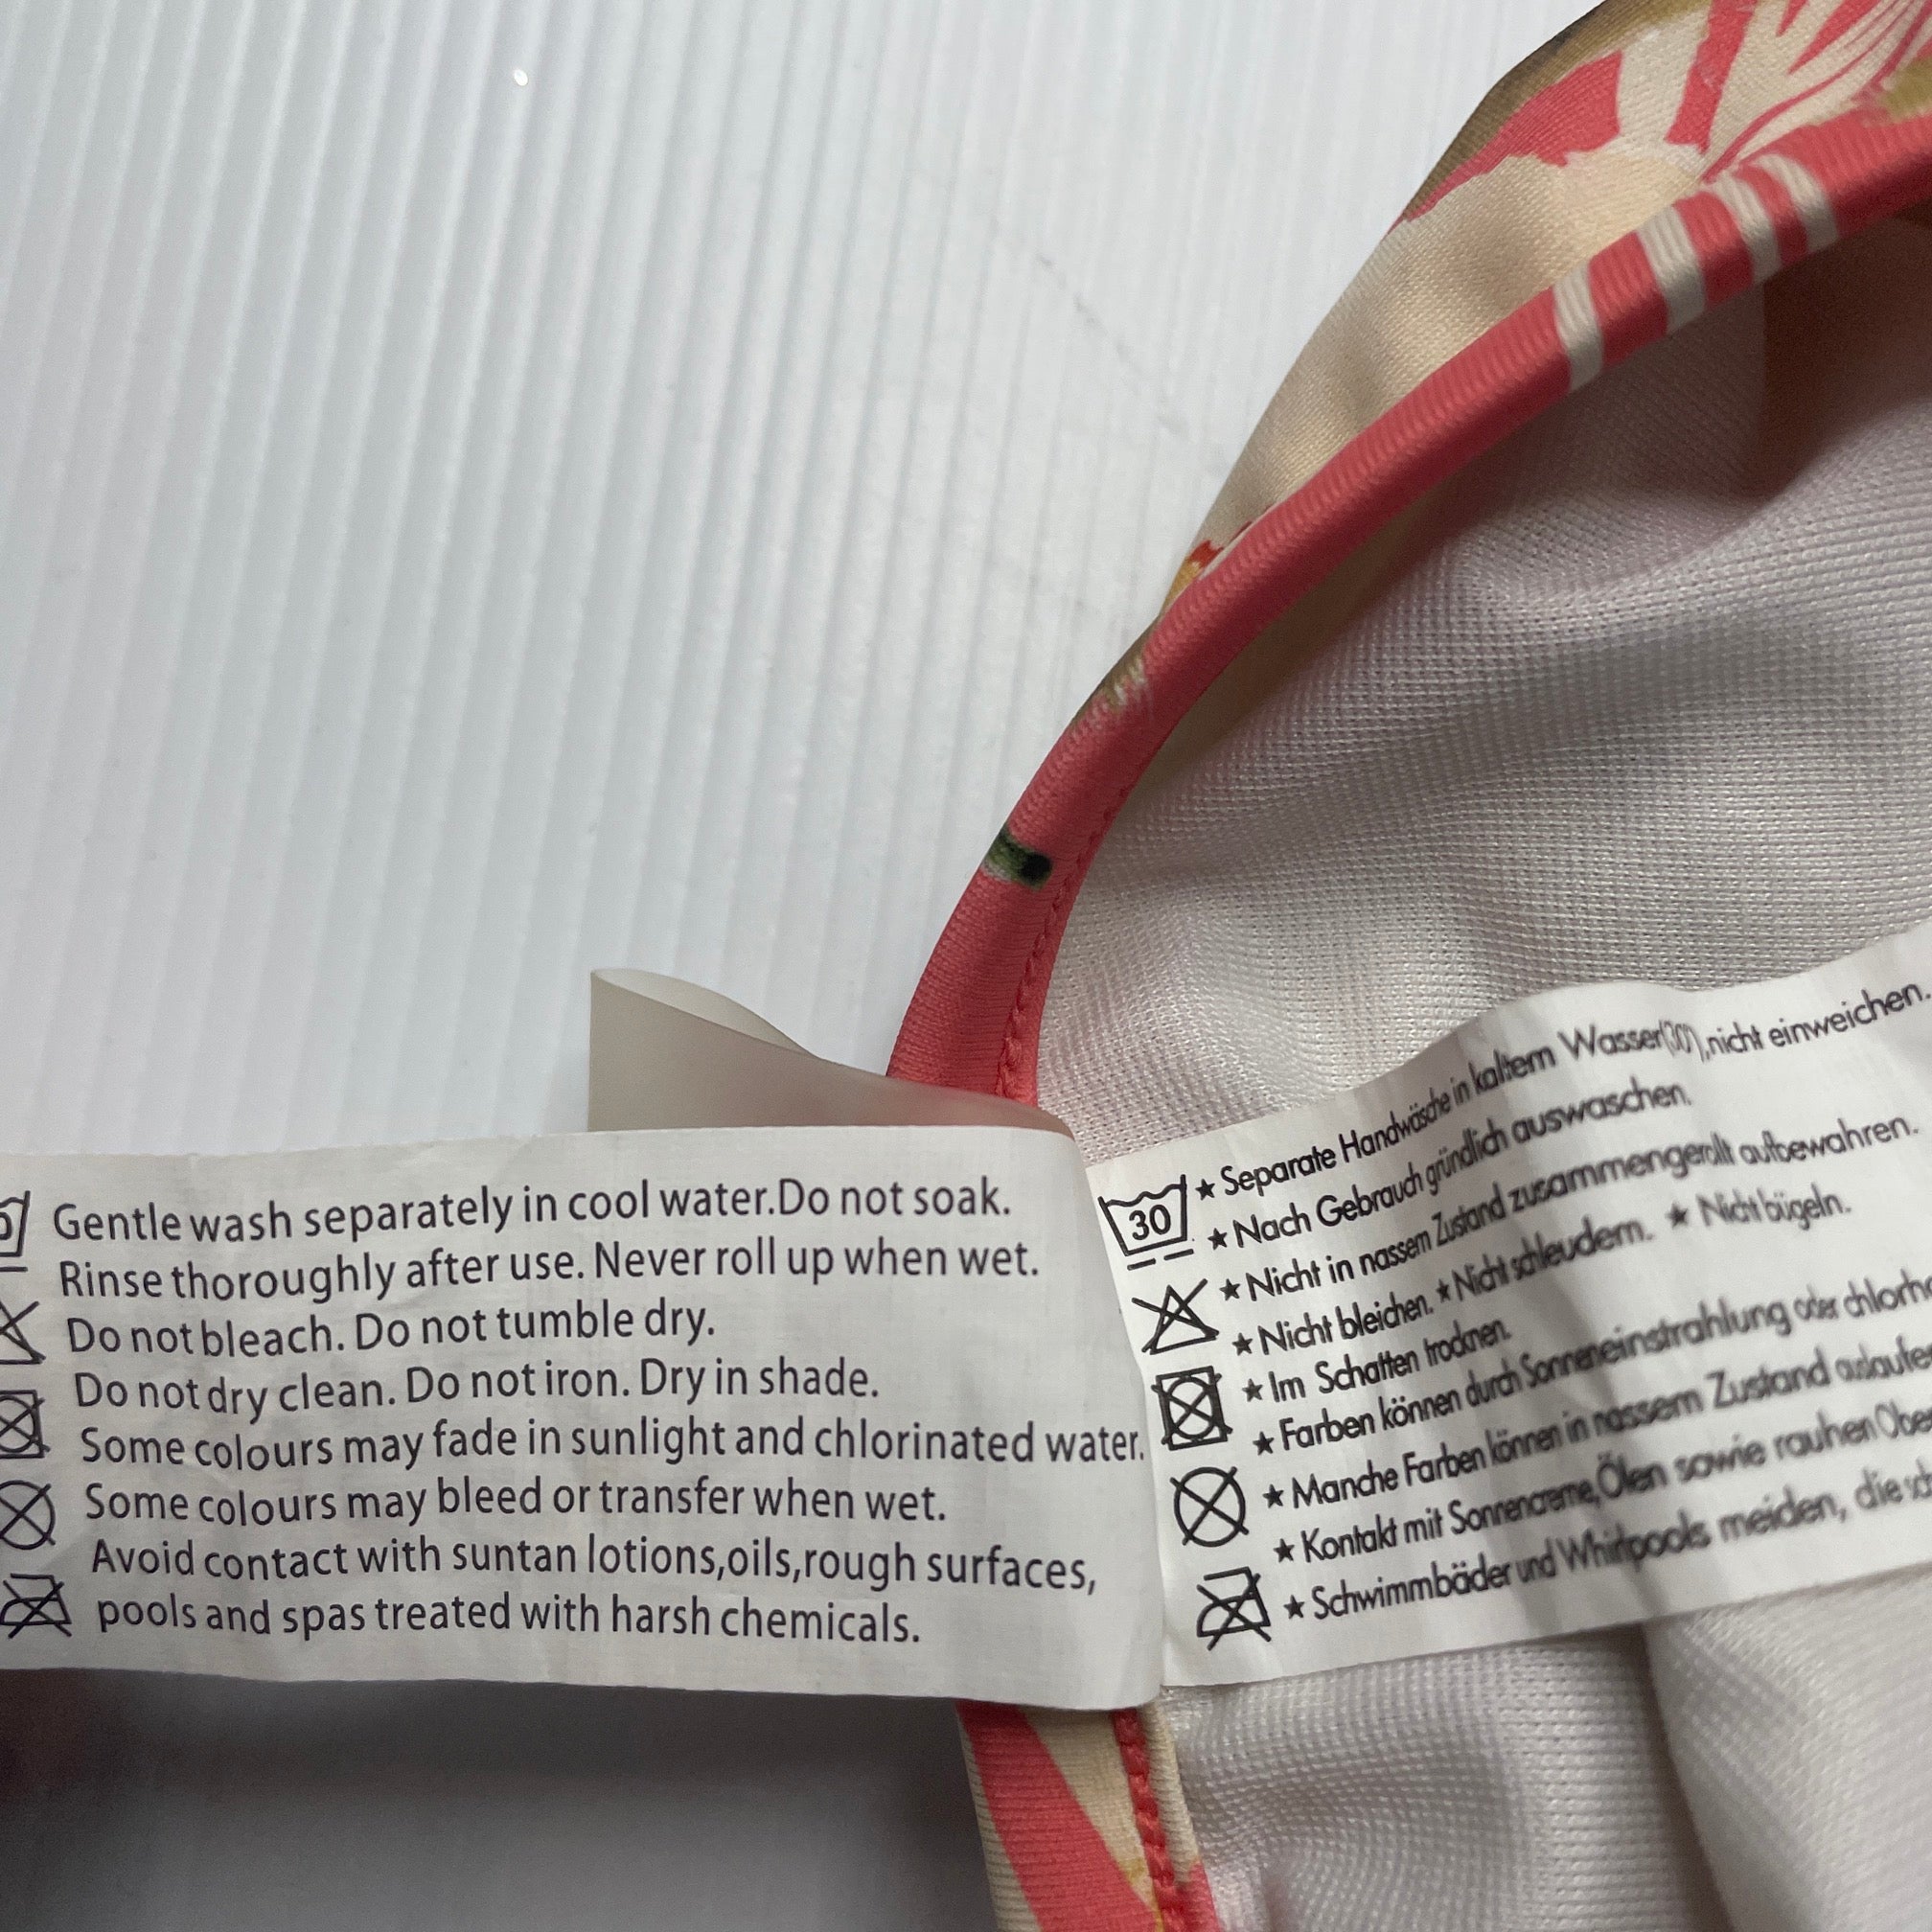 Gentle wash separately in cool water.Do not soak.
Rinse thoroughly after use. Never roll up when wet.
Do not bleach. Do not tumble dry.
Do not dry clean. Do not iron. Dry in shade.
Some colours may fade in sunlight and chlorinated water.
Some colours may bleed or transfer when wet.
Avoid contact with suntan lotions,oils,rough surfaces,
pools and spas treated with harsh chemicals.
30
★ Separate Handwäsche in kaltem Wasser(30°),nicht einweichen.
★ Nach Gebrauch gründlich auswaschen.
★ Nicht in nassem Zustand zusammengerollt aufbewahren.
★ Nicht bleichen. ★ Nicht schleudern. ★ Nicht bügeln.
★ Im Schatten trocknen.
★ Farben können durch Sonneneinstrahlung oder
★ Manche Farben können in nassem Zustand
★ Kontakt mit Sonnencreme,Ölen sowie rauhen
★ Schwimmbäder und Whirlpools meiden, die